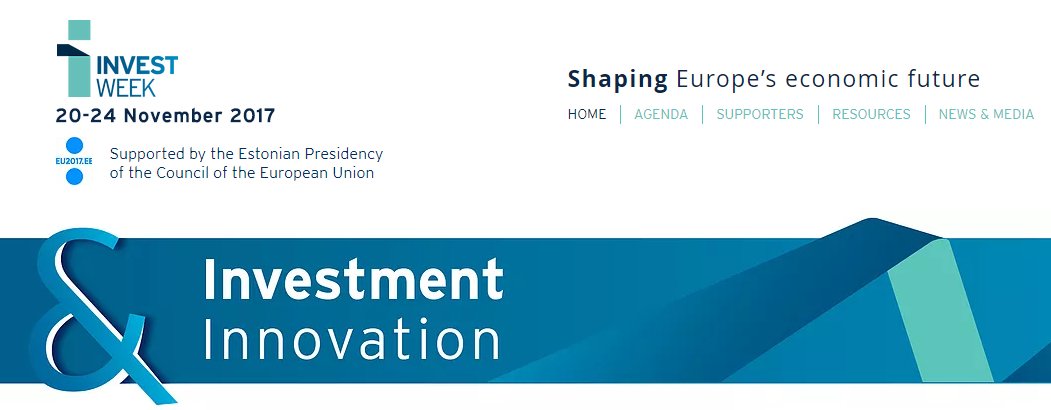 INVEST
WEEK
20-24 November 2017
EU2017.EE
Supported by the Estonian Presidency
of the Council of the European Union
Shaping Europe's economic future
HOME | AGENDA | SUPPORTERS | RESOURCES | NEWS & MEDIA
& Investment
Innovation